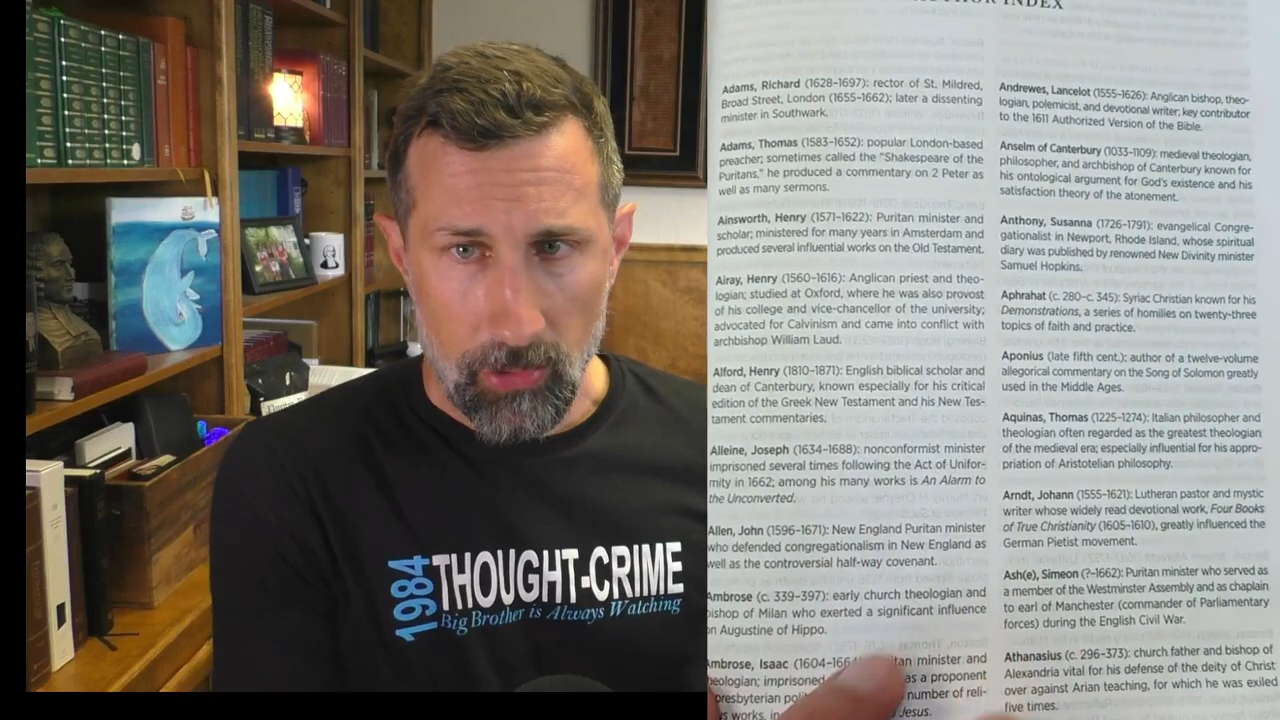 1984
THOUGHT-CRIME
Big Brother is Always Watching
AUTHOR INDEX
Adams, Richard (1628-1697): rector of St. Mildred,
Broad Street, London (1655-1662); later a dissenting
minister in Southwark.
Adams, Thomas (1583-1652): popular London-based
preacher; sometimes called the "Shakespeare of the
Puritans," he produced a commentary on 2 Peter as
well as many sermons.
Ainsworth, Henry (1571-1622): Puritan minister and
scholar; ministered for many years in Amsterdam and
produced several influential works on the Old Testament.
Airay, Henry (1560-1616): Anglican priest and theo-
logian; studied at Oxford, where he was also provost
of his college and vice-chancellor of the university;
advocated for Calvinism and came into conflict with
archbishop William Laud.
Alford, Henry (1810-1871): English biblical scholar and
dean of Canterbury, known especially for his critical
edition of the Greek New Testament and his New Tes-
tament commentaries.
Alleine, Joseph (1634-1688): nonconformist minister
imprisoned several times following the Act of Unifor-
mity in 1662; among his many works is An Alarm to
the Unconverted.
Allen, John (1596-1671): New England Puritan minister
who defended congregationalism in New England as
well as the controversial half-way covenant.
Ambrose (c. 339-397): early church theologian and
bishop of Milan who exerted a significant influence
on Augustine of Hippo.
Ambrose, Isaac (1604-1664 minister and
theologian; imprisoned as a proponent
presbyterian number of reli-
works, in Jesus.
Andrewes, Lancelot (1555-1626): Anglican bishop, theo-
logian, polemicist, and devotional writer; key contributor
to the 1611 Authorized Version of the Bible.
Anselm of Canterbury (1033-1109): medieval theologian,
philosopher, and archbishop of Canterbury known for
his ontological argument for God's existence and his
satisfaction theory of the atonement.
Anthony, Susanna (1726-1791): evangelical Congre-
gationalist in Newport, Rhode Island, whose spiritual
diary was published by renowned New Divinity minister
Samuel Hopkins.
Aphrahat (c. 280-c. 345): Syriac Christian known for his
Demonstrations, a series of homilies on twenty-three
topics of faith and practice.
Aponius (late fifth cent.); author of a twelve-volume
allegorical commentary on the Song of Solomon greatly
used in the Middle Ages.
Aquinas, Thomas (1225-1274): Italian philosopher and
theologian often regarded as the greatest theologian
of the medieval era; especially influential for his appro-
priation of Aristotelian philosophy.
Arndt, Johann (1555-1621): Lutheran pastor and mystic
writer whose widely read devotional work, Four Books
of True Christianity (1605-1610), greatly influenced the
German Pietist movement.
Ash(e), Simeon (?-1662): Puritan minister who served as
a member of the Westminster Assembly and as chaplain
to earl of Manchester (commander of Parliamentary
forces) during the English Civil War.
Athanasius (c. 296-373): church father and bishop of
Alexandria vital for his defense of the deity of Christ
over against Arian teaching, for which he was exiled
five times.